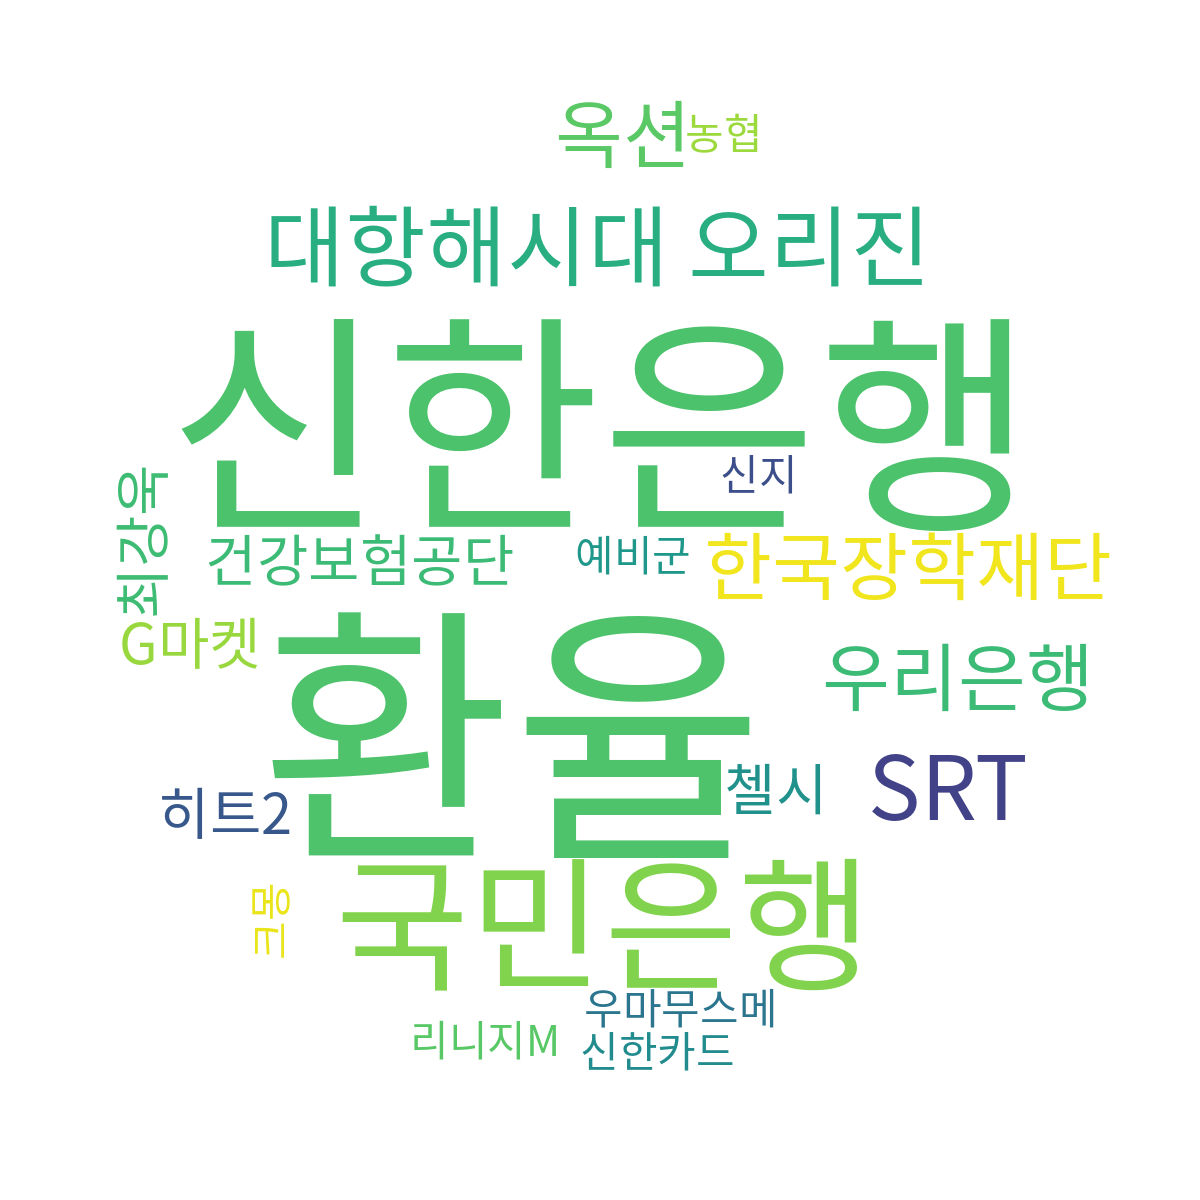 옥션
농협
대항해시대 오리진
신한은행
신지
최강욱
건강보험공단
예비군
한국장학재단
G마켓
환율
우리은행
히트2
첼시
SRT
국민은행
크몽
우마무스메
리니지M
신한카드